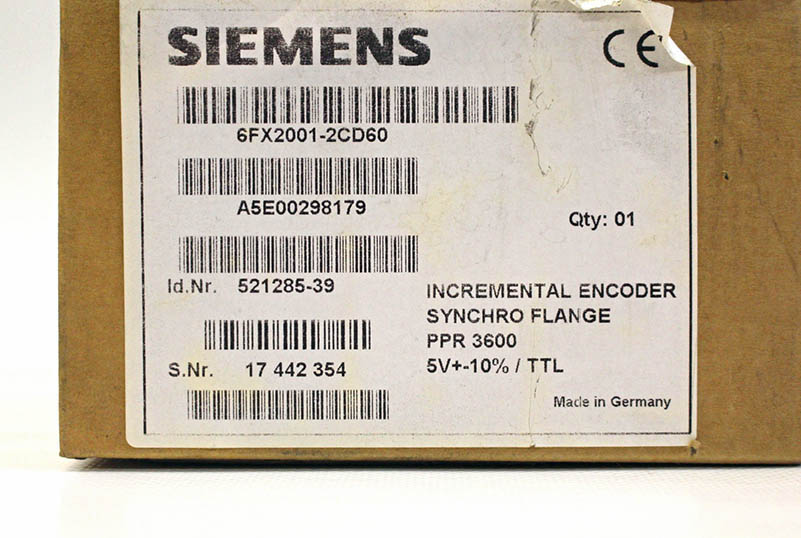 SIEMENS
CE
6FX2001-2CD60
A5E00298179
Qty: 01
Id.Nr. 521285-39
INCREMENTAL ENCODER
SYNCHRO FLANGE
PPR 3600
5V+-10% / TTL
S.Nr. 17 442 354
Made in Germany